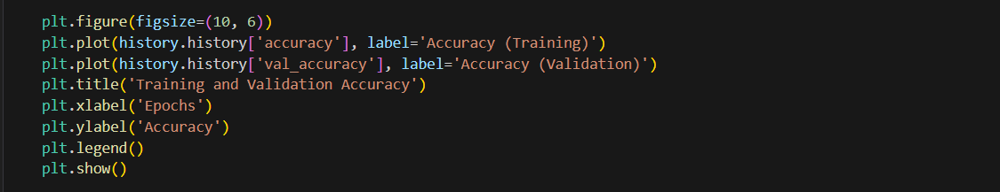 plt.figure(figsize=(10, 6))
plt.plot(history.history['accuracy'], label='Accuracy (Training)')
plt.plot(history.history['val_accuracy'], label='Accuracy (Validation)')
plt.title('Training and Validation Accuracy')
plt.xlabel('Epochs')
plt.ylabel('Accuracy')
plt.legend()
plt.show()